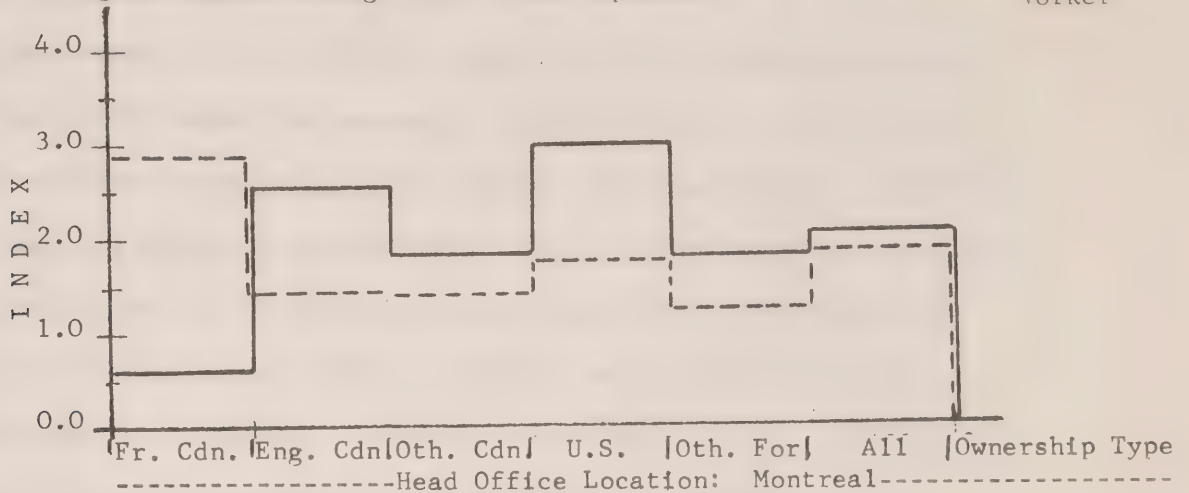 4.0
3.0
2.0
1.0
0.0
INDEX
Fr. Cdn. |Eng. Cdn|Oth. Cdn| U.S. |Oth. For| All |Ownership Type
-----------------Head Office Location: Montreal------------------